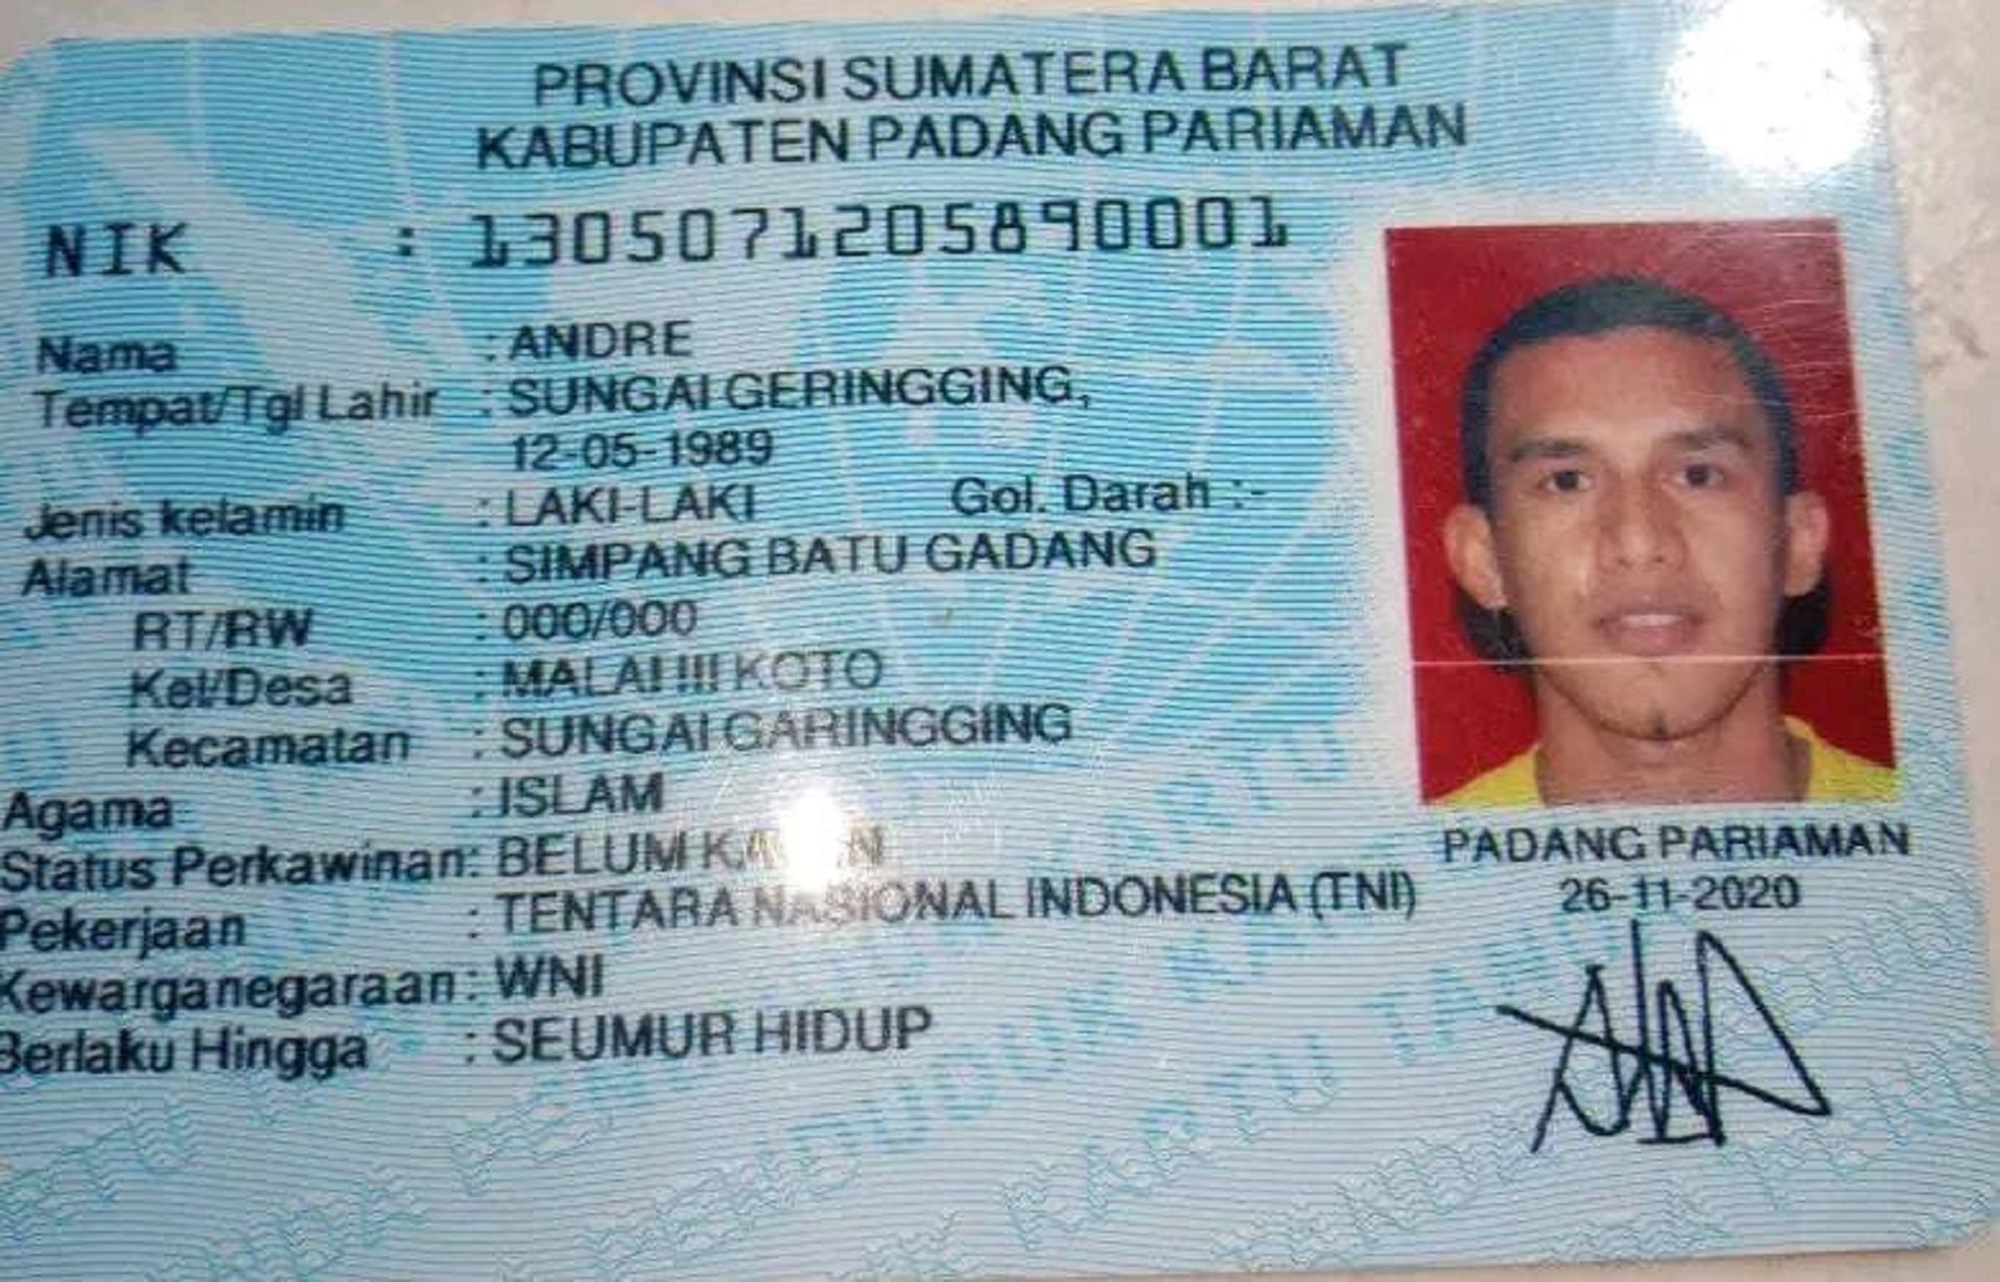 PROVINSI SUMATERA BARAT
KABUPATEN PADANG PARIAMAN
NIK : 1305071205890001
Nama : ANDRE
Tempat/Tgl Lahir : SUNGAI GERINGGING,
12-05-1989
Jenis kelamin : LAKI-LAKI Gol. Darah :-
Alamat : SIMPANG BATU GADANG
RT/RW : 000/000
Kel/Desa : MALAI III KOTO
Kecamatan : SUNGAI GARINGGING
Agama : ISLAM
Status Perkawinan: BELUM
Pekerjaan : TENTARA NASIONAL INDONESIA (TNI)
Kewarganegaraan: WNI
Berlaku Hingga : SEUMUR HIDUP
PADANG PARIAMAN
26-11-2020